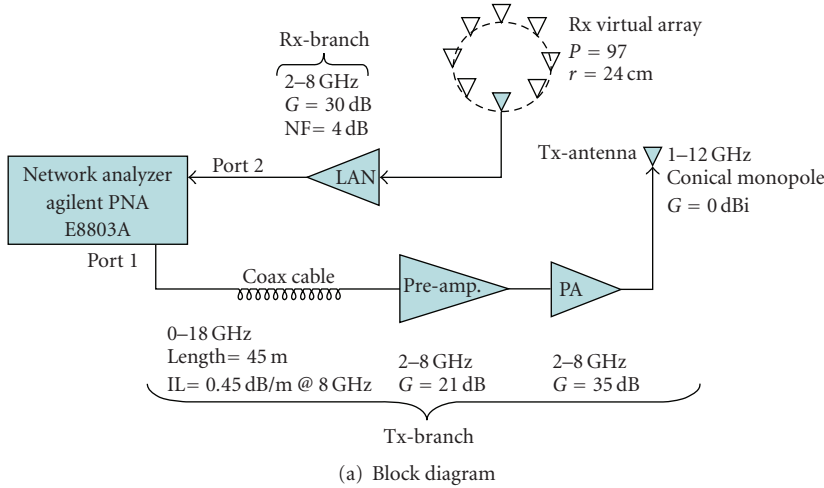 Rx virtual array
P = 97
r = 24 cm
Rx-branch
2–8 GHz
G = 30 dB
NF= 4 dB
Tx-antenna
1–12 GHz
Conical monopole
G = 0 dBi
Network analyzer
agilent PNA
E8803A
Port 2
LAN
Port 1
Coax cable
Pre-amp.
PA
0–18 GHz
Length= 45 m
IL= 0.45 dB/m @ 8 GHz
2–8 GHz
G = 21 dB
2–8 GHz
G = 35 dB
Tx-branch
(a) Block diagram